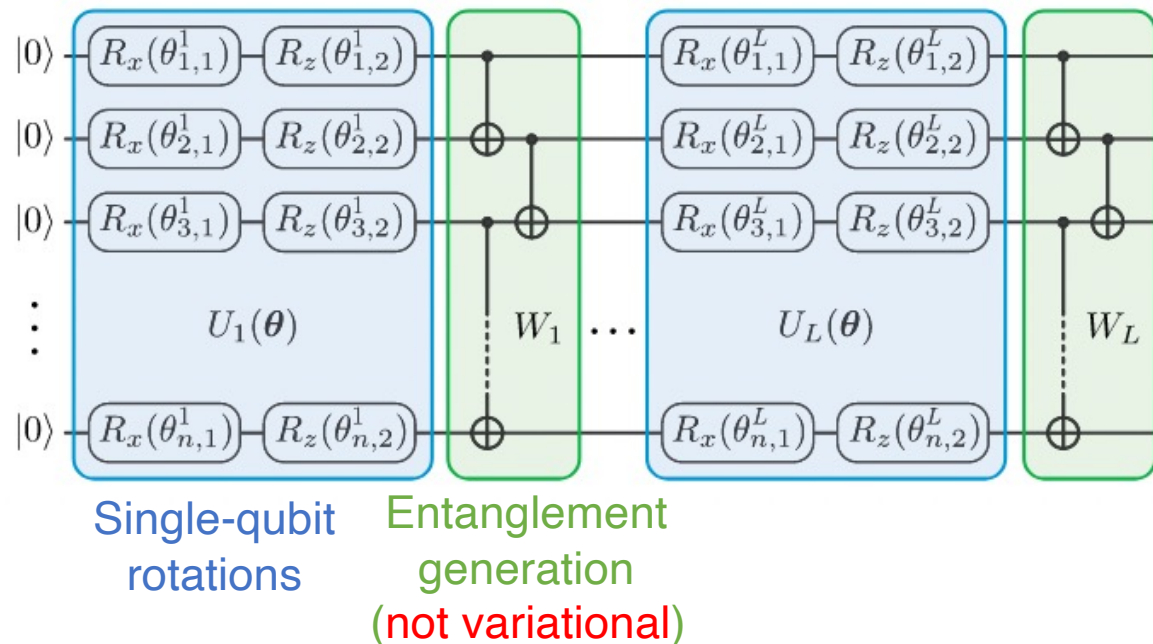 |0⟩ R_x(θ^1_{1,1}) R_z(θ^1_{1,2}) R_x(θ^L_{1,1}) R_z(θ^L_{1,2})
|0⟩ R_x(θ^1_{2,1}) R_z(θ^1_{2,2}) R_x(θ^L_{2,1}) R_z(θ^L_{2,2})
|0⟩ R_x(θ^1_{3,1}) R_z(θ^1_{3,2}) R_x(θ^L_{3,1}) R_z(θ^L_{3,2})
⋮ U_1(θ) W_1 ⋯ U_L(θ) W_L
|0⟩ R_x(θ^1_{n,1}) R_z(θ^1_{n,2}) R_x(θ^L_{n,1}) R_z(θ^L_{n,2})
Single-qubit
rotations
Entanglement
generation
(not variational)